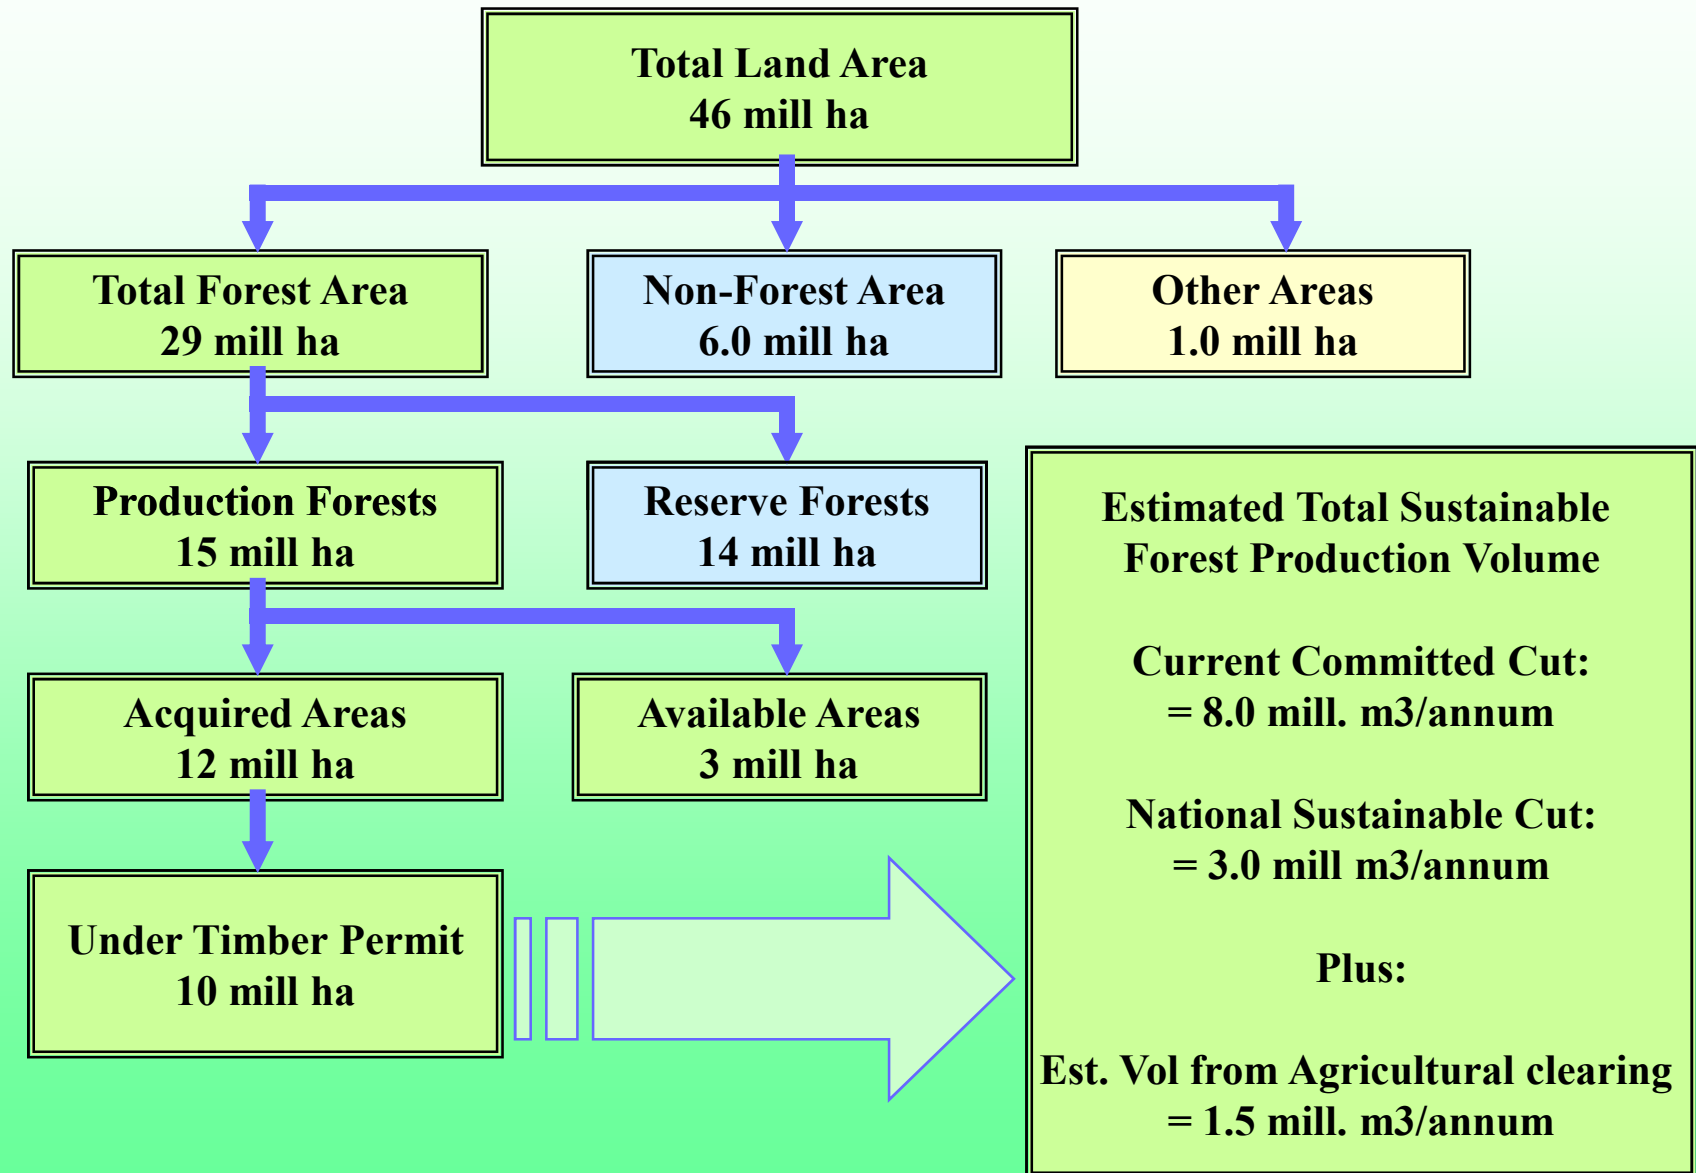 Total Land Area
46 mill ha
Total Forest Area
29 mill ha
Non-Forest Area
6.0 mill ha
Other Areas
1.0 mill ha
Production Forests
15 mill ha
Reserve Forests
14 mill ha
Acquired Areas
12 mill ha
Available Areas
3 mill ha
Under Timber Permit
10 mill ha
Estimated Total Sustainable
Forest Production Volume
Current Committed Cut:
= 8.0 mill. m3/annum
National Sustainable Cut:
= 3.0 mill m3/annum
Plus:
Est. Vol from Agricultural clearing
= 1.5 mill. m3/annum